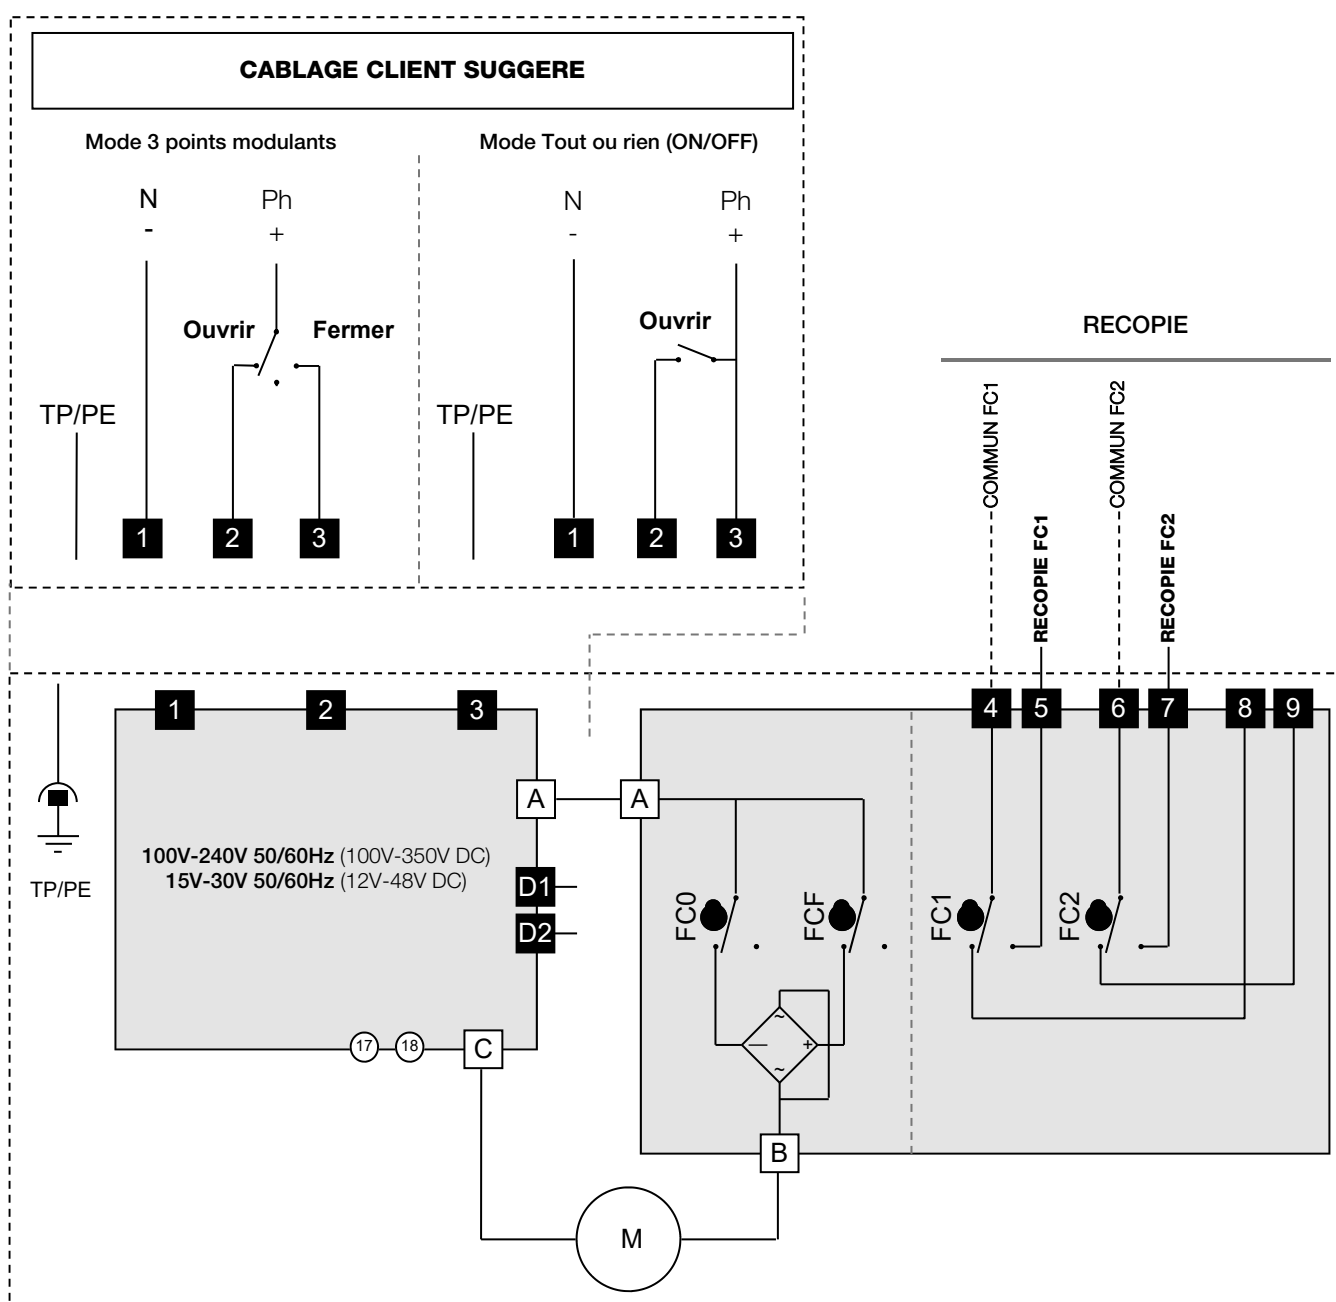 CABLAGE CLIENT SUGGERE
Mode 3 points modulants
Mode Tout ou rien (ON/OFF)
N
Ph
N
Ph
-
+
-
+
Ouvrir
Fermer
Ouvrir
TP/PE
TP/PE
1
2
3
1
2
3
RECOPIE
COMMUN FC1
RECOPIE FC1
COMMUN FC2
RECOPIE FC2
1
2
3
4
5
6
7
8
9
A
A
100V-240V 50/60Hz (100V-350V DC)
15V-30V 50/60Hz (12V-48V DC)
TP/PE
D1
D2
FC0
FCF
FC1
FC2
~
—
+
~
17
18
C
B
M